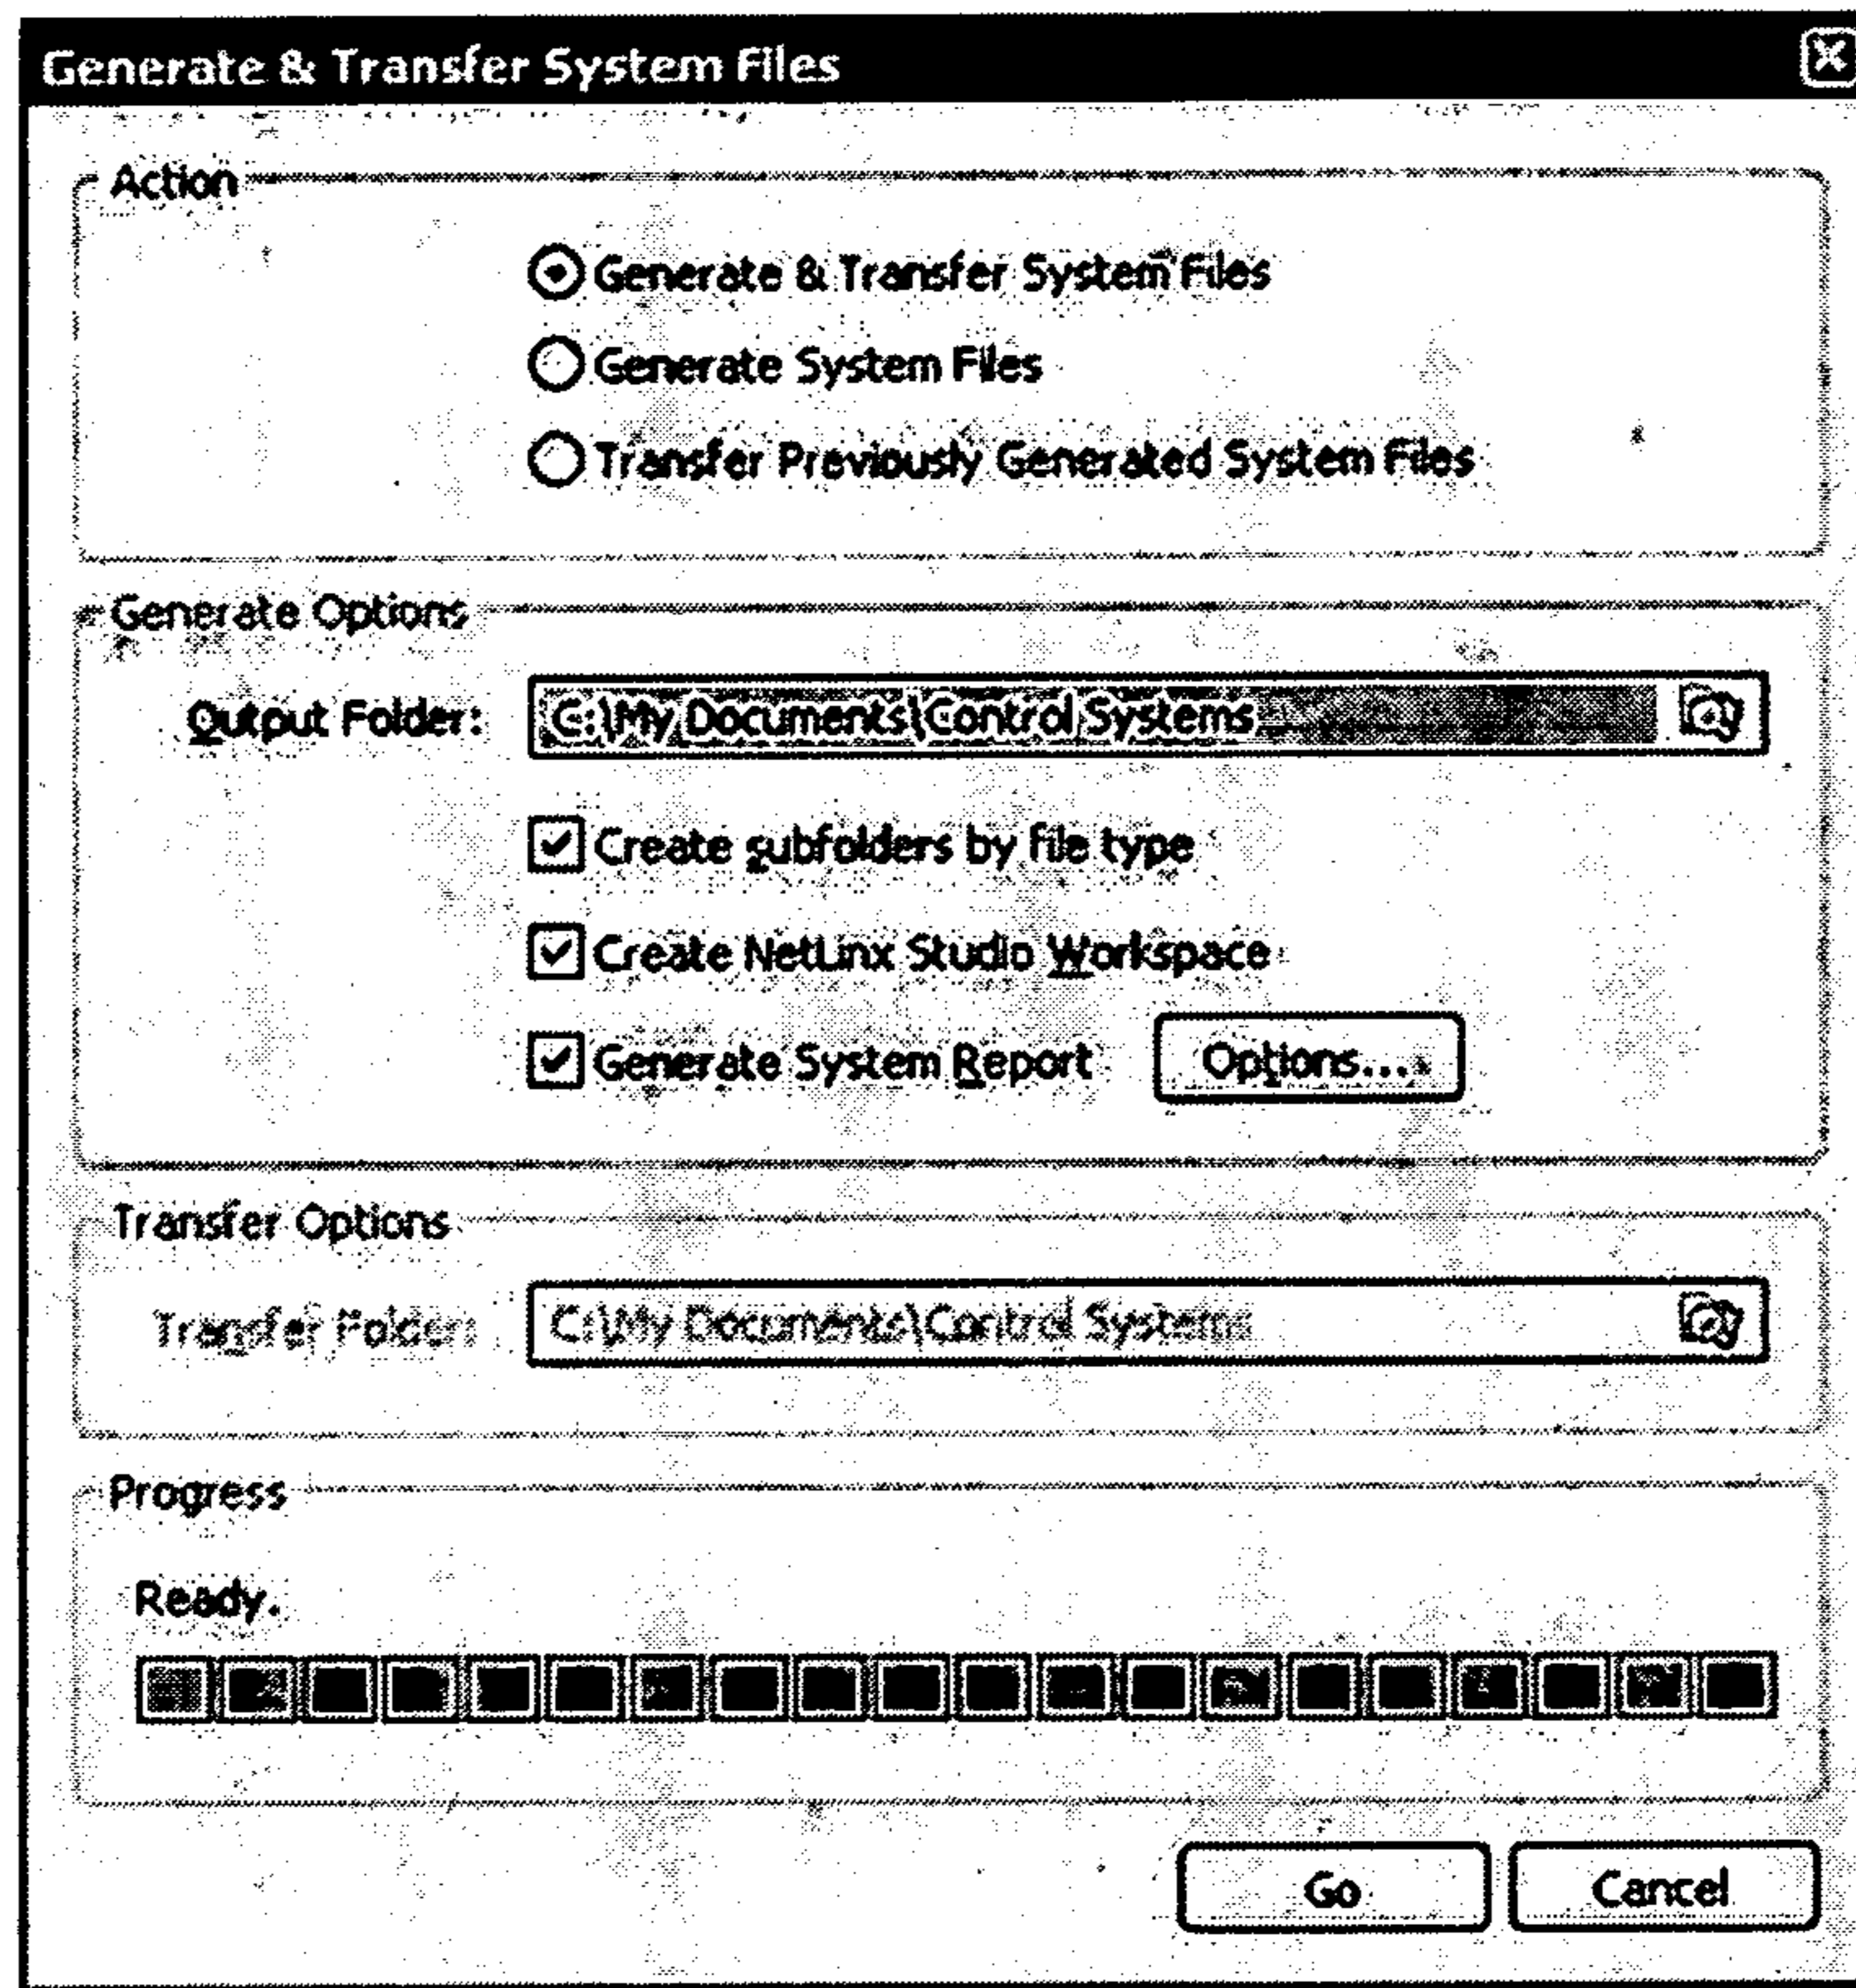 Generate & Transfer System Files
Action
Generate & Transfer System Files
Generate System Files
Transfer Previously Generated System Files
Generate Options
Output Folder: C:\My Documents\Control Systems
Create subfolders by file type
Create NetLinx Studio Workspace
Generate System Report Options...
Transfer Options
Transfer Folder: C:\My Documents\Control Systems
Progress
Ready.
Go Cancel